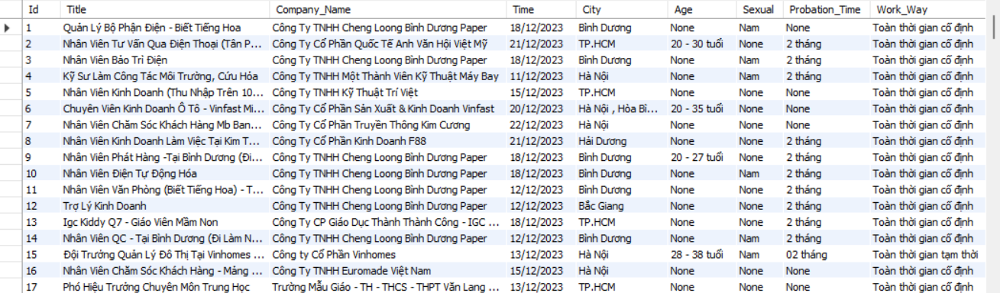 Id Title Company_Name Time City Age Sexual Probation_Time Work_Way
1 Quản Lý Bộ Phận Điện - Biết Tiếng Hoa Công Ty TNHH Cheng Loong Bình Dương Paper 18/12/2023 Bình Dương None Nam None Toàn thời gian cố định
2 Nhân Viên Tư Vấn Qua Điện Thoại (Tân P... Công Ty Cổ Phần Quốc Tế Anh Văn Hội Việt Mỹ 21/12/2023 TP.HCM 20 - 30 tuổi None 2 tháng Toàn thời gian cố định
3 Nhân Viên Bảo Trì Điện Công Ty TNHH Cheng Loong Bình Dương Paper 18/12/2023 Bình Dương None Nam 2 tháng Toàn thời gian cố định
4 Kỹ Sư Làm Công Tác Môi Trường, Cứu Hỏa Công Ty TNHH Một Thành Viên Kỹ Thuật Máy Bay 11/12/2023 Hà Nội None Nam 2 tháng Toàn thời gian cố định
5 Nhân Viên Kinh Doanh (Thu Nhập Trên 10... Công Ty TNHH Kỹ Thuật Trí Việt 15/12/2023 TP.HCM None None None Toàn thời gian cố định
6 Chuyên Viên Kinh Doanh Ô Tô - Vinfast Mi... Công Ty Cổ Phần Sản Xuất & Kinh Doanh Vinfast 20/12/2023 Hà Nội , Hòa Bì... 20 - 35 tuổi None None Toàn thời gian cố định
7 Nhân Viên Chăm Sóc Khách Hàng Mb Ban... Công Ty Cổ Phần Truyền Thông Kim Cương 22/12/2023 Hà Nội None None None Toàn thời gian cố định
8 Nhân Viên Kinh Doanh Làm Việc Tại Kim T... Công Ty Cổ Phần Kinh Doanh F88 21/12/2023 Hải Dương None None 2 tháng Toàn thời gian cố định
9 Nhân Viên Phát Hàng -Tại Bình Dương (Đi... Công Ty TNHH Cheng Loong Bình Dương Paper 18/12/2023 Bình Dương 20 - 27 tuổi None 2 tháng Toàn thời gian cố định
10 Nhân Viên Điện Tự Động Hóa Công Ty TNHH Cheng Loong Bình Dương Paper 18/12/2023 Bình Dương None Nam 2 tháng Toàn thời gian cố định
11 Nhân Viên Văn Phòng (Biết Tiếng Hoa) - T... Công Ty TNHH Cheng Loong Bình Dương Paper 12/12/2023 Bình Dương None None 2 tháng Toàn thời gian cố định
12 Trợ Lý Kinh Doanh Công Ty TNHH Cheng Loong Bình Dương Paper 12/12/2023 Bắc Giang None None 2 tháng Toàn thời gian cố định
13 Igc Kiddy Q7 - Giáo Viên Mầm Non Công Ty CP Giáo Dục Thành Thành Công - IGC ... 18/12/2023 TP.HCM None None 2 tháng Toàn thời gian cố định
14 Nhân Viên QC - Tại Bình Dương (Đi Làm N... Công Ty TNHH Cheng Loong Bình Dương Paper 12/12/2023 Bình Dương None Nam 2 tháng Toàn thời gian cố định
15 Đội Trưởng Quản Lý Đô Thị Tại Vinhomes ... Công ty Cổ Phần Vinhomes 13/12/2023 Hà Nội 28 - 38 tuổi Nam 02 tháng Toàn thời gian tạm thời
16 Nhân Viên Chăm Sóc Khách Hàng - Mảng ... Công Ty TNHH Euromade Việt Nam 15/12/2023 Hà Nội None None None Toàn thời gian cố định
17 Phó Hiệu Trưởng Chuyên Môn Trung Học Trường Mẫu Giáo - TH - THCS - THPT Văn Lang ... 13/12/2023 TP.HCM None None 2 tháng Toàn thời gian cố định